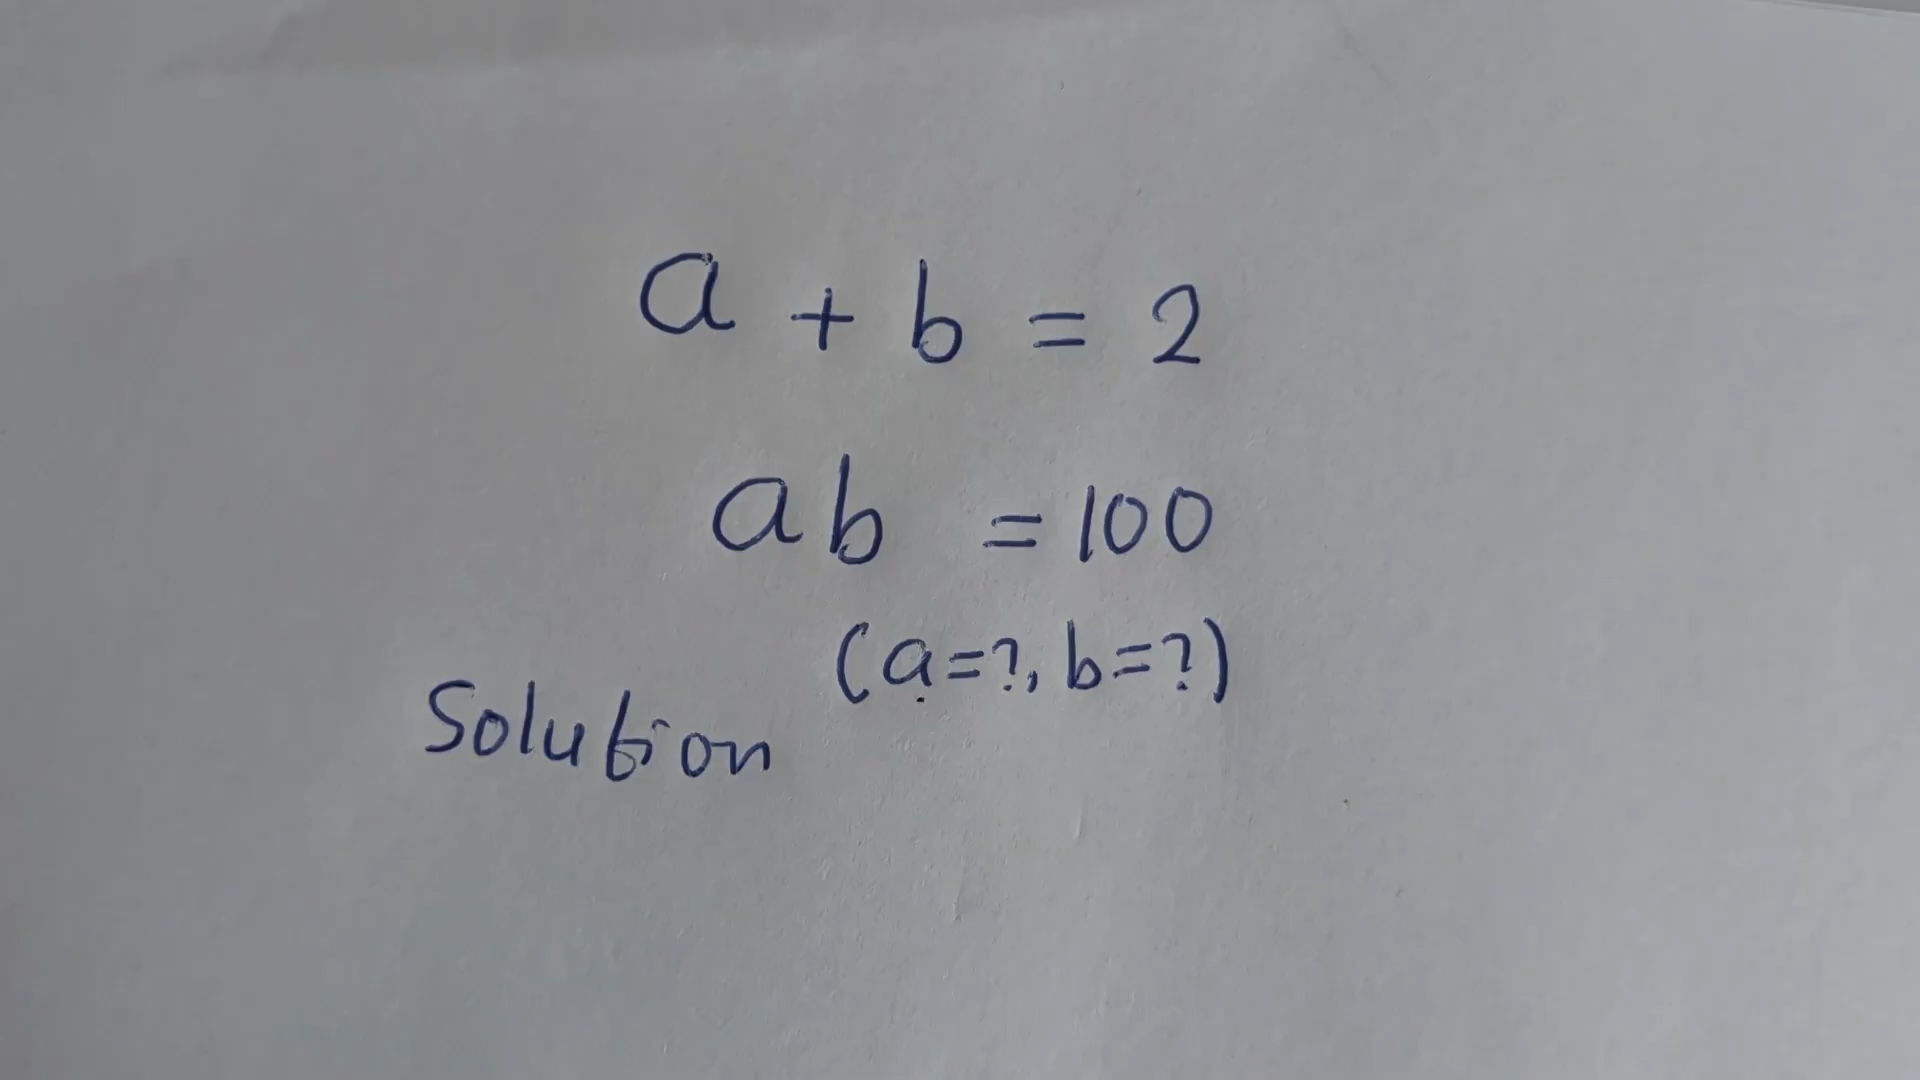 a + b = 2
ab = 100
(a=?, b=?)
Solution